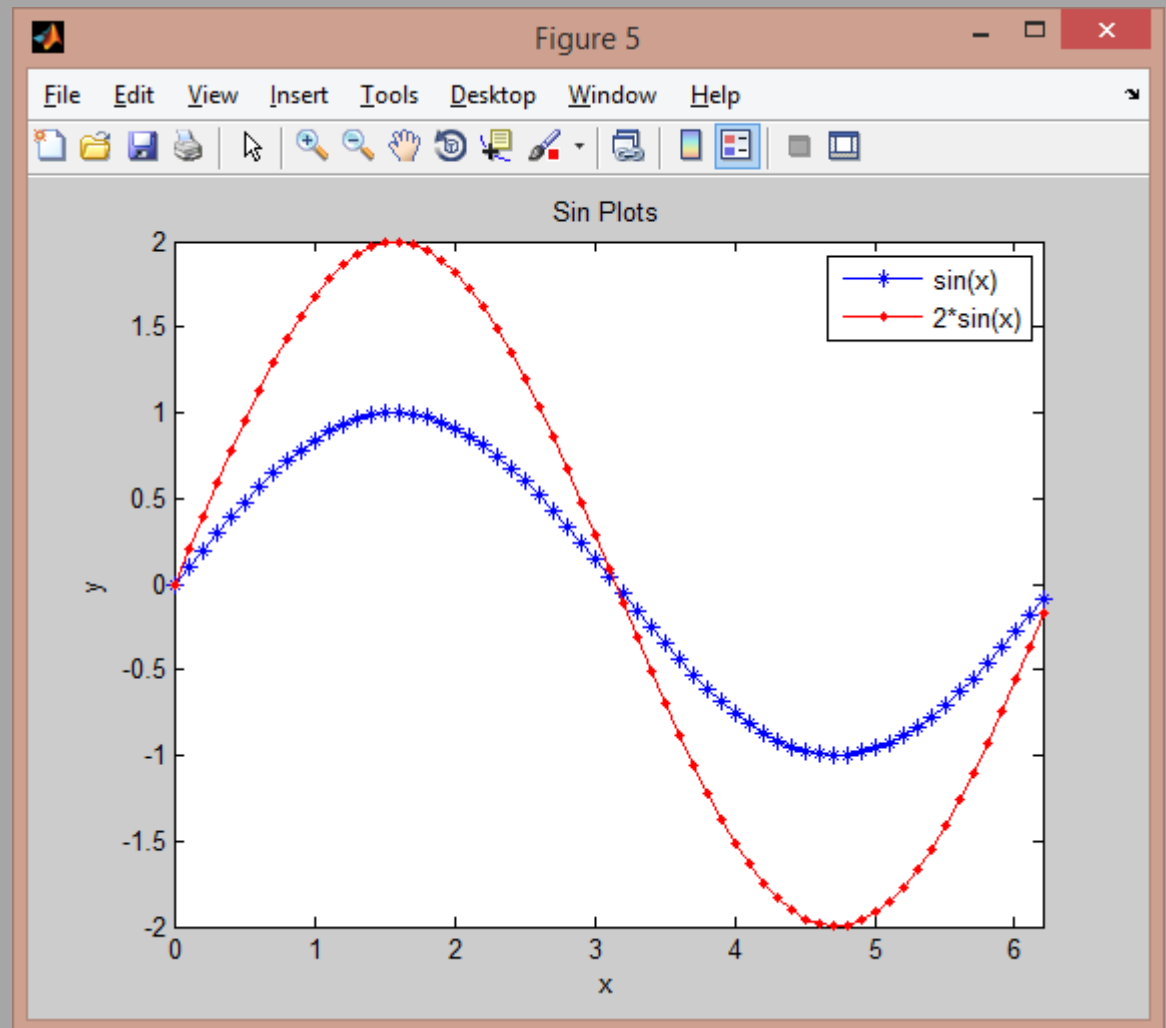 Figure 5
File Edit View Insert Tools Desktop Window Help
Sin Plots
sin(x)
2*sin(x)
2
1.5
1
0.5
0
-0.5
-1
-1.5
-2
y
0 1 2 3 4 5 6
x